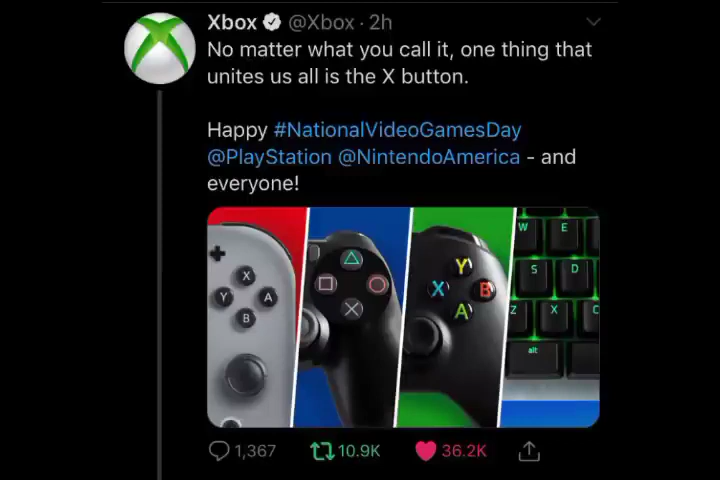 Xbox @Xbox · 2h
No matter what you call it, one thing that
unites us all is the X button.
Happy #NationalVideoGamesDay
@PlayStation @NintendoAmerica - and
everyone!
X
Y A
B
Y
X B
A
W E
S D
Z X C
alt
1,367 10.9K 36.2K